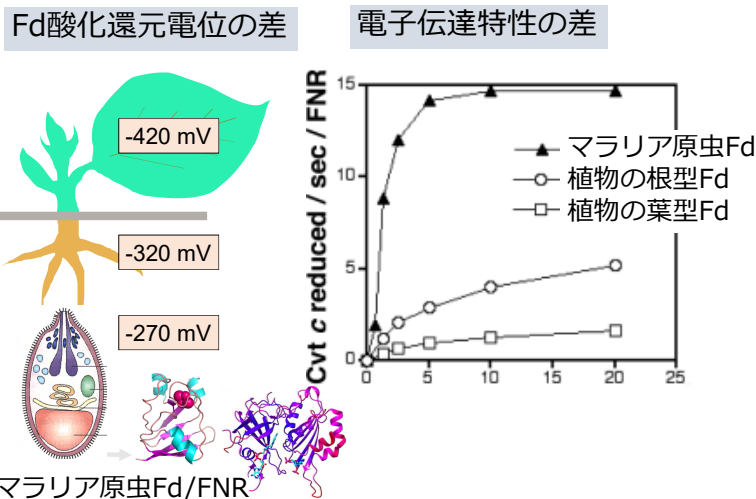 Fd酸化還元電位の差
電子伝達特性の差
-420 mV
-320 mV
-270 mV
マラリア原虫Fd/FNR
Cyt c reduced / sec / FNR
15
10
5
0
0
5
10
15
20
25
マラリア原虫Fd
植物の根型Fd
植物の葉型Fd